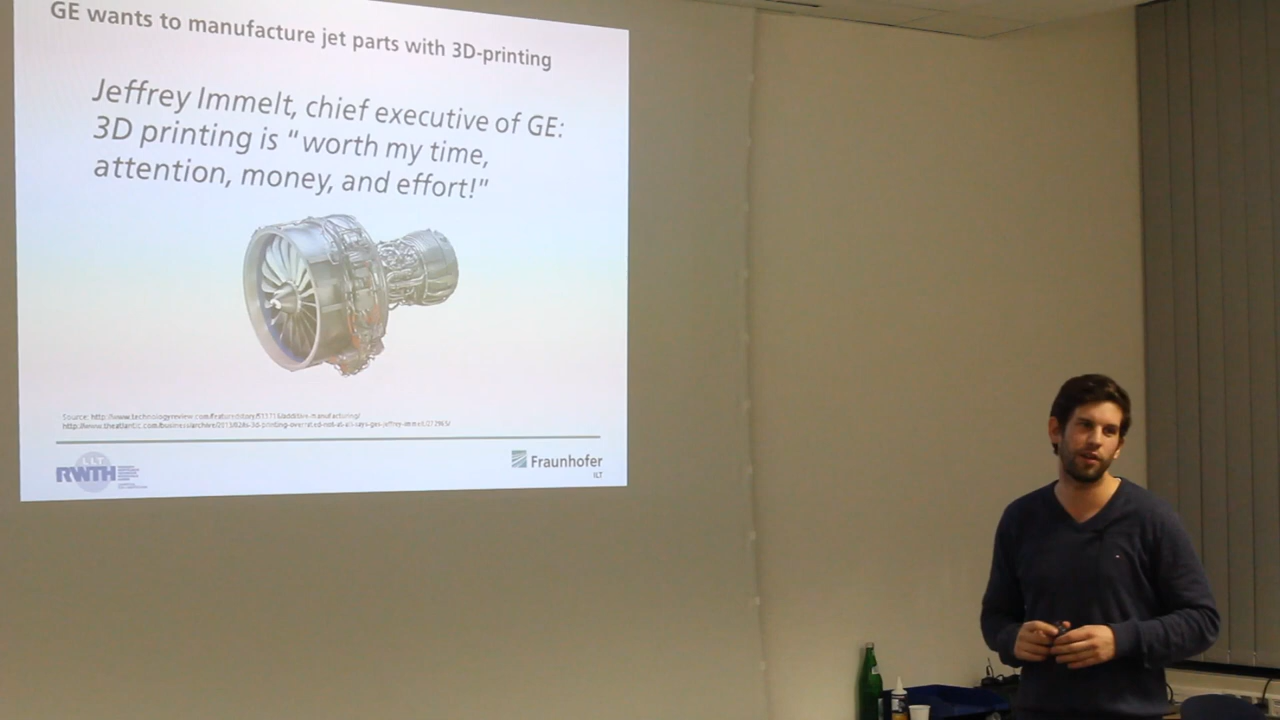 GE wants to manufacture jet parts with 3D-printing
Jeffrey Immelt, chief executive of GE:
3D printing is "worth my time,
attention, money, and effort!"
Source:
RWTH
Fraunhofer
ILT